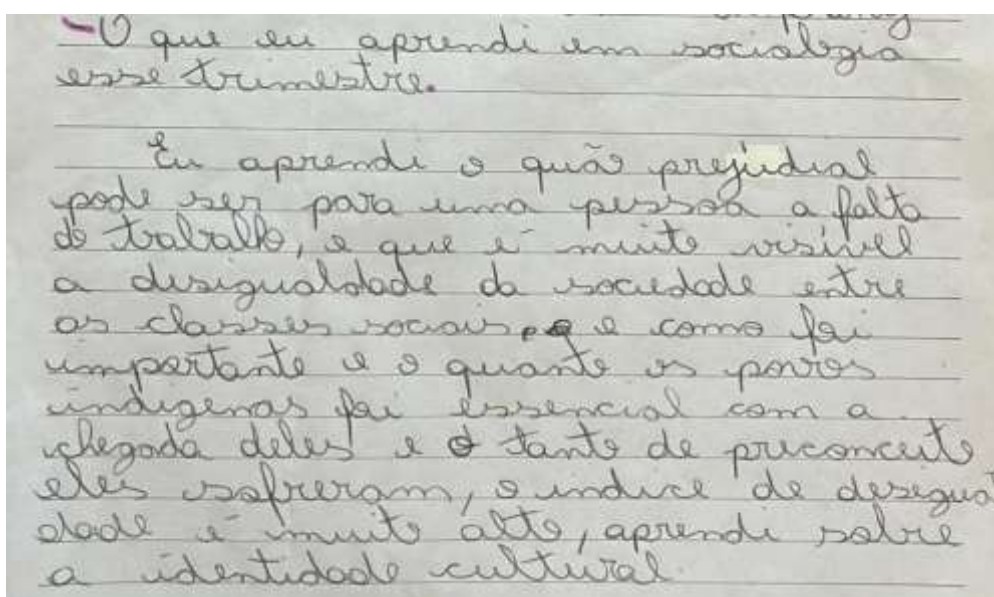 -O que eu aprendi em sociologia
esse trimestre.
Eu aprendi o quão prejudial
pode ser para uma pessoa a falta
de trabalho, e que é muito visível
a desigualdade da sociedade entre
as classes sociais, e como foi
importante e o quanto os povos
indígenas foi essencial com a
chegada deles e o tanto de preconceito
eles sofreram, o indice de desigual
dade é muito alto, aprendi sobre
a identidade cultural.